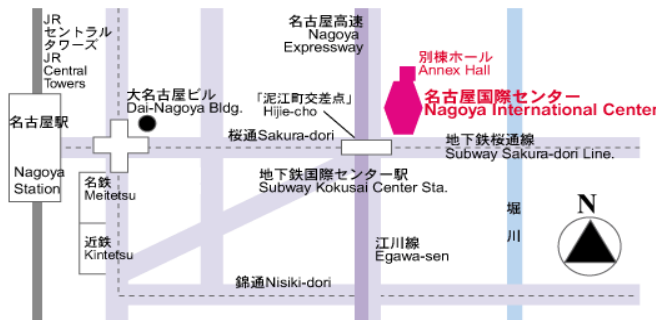 JR
セントラル
タワーズ
JR
Central
Towers
名古屋高速
Nagoya
Expressway
別棟ホール
Annex Hall
名古屋国際センター
Nagoya International Center
大名古屋ビル
Dai-Nagoya Bldg.
「泥江町交差点」
Hijie-cho
名古屋駅
Nagoya
Station
桜通Sakura-dori
地下鉄桜通線
Subway Sakura-dori Line.
地下鉄国際センター駅
Subway Kokusai Center Sta.
名鉄
Meitetsu
近鉄
Kintetsu
堀川
N
江川線
Egawa-sen
錦通Nisiki-dori